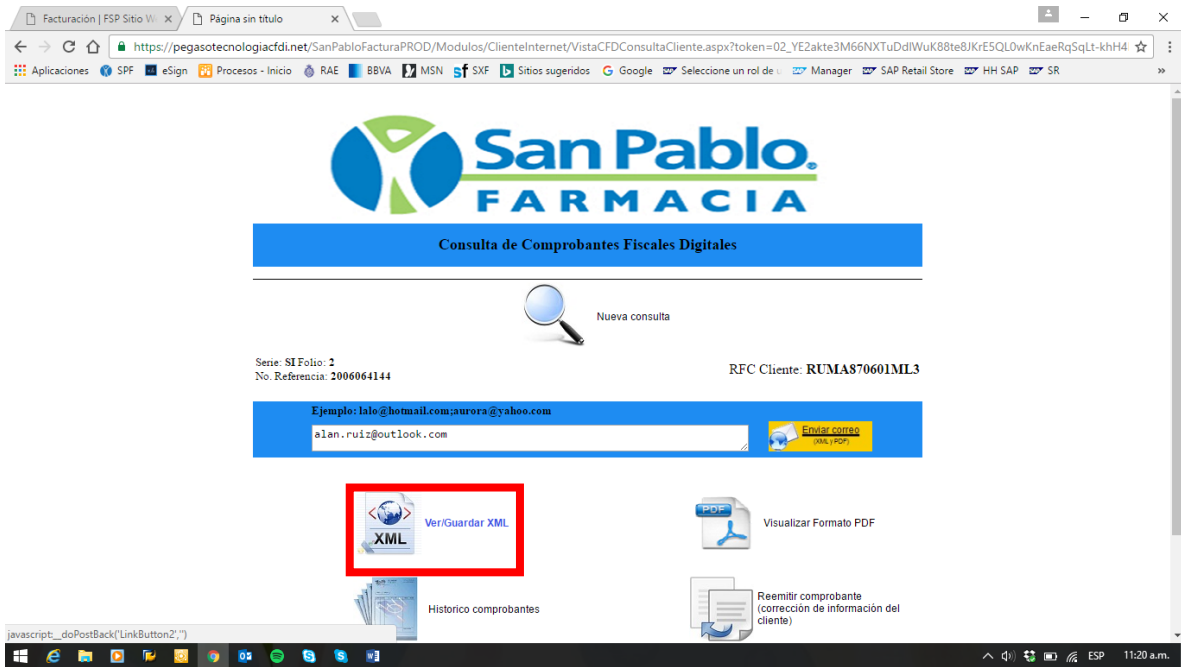 Facturación | FSP Sitio W
Página sin título
https://pegasotecnologiacfdi.net/SanPabloFacturaPROD/Modulos/ClienteInternet/VistaCFDConsultaCliente.aspx?token=02_YE2akte3M66NXTuDdlWuK88te8JKrE5QL0wKnEaeRqSqLt-khH4
Aplicaciones SPF eSign Procesos - Inicio RAE BBVA MSN SXF Sitios sugeridos Google Seleccione un rol de u Manager SAP Retail Store HH SAP SR »
San Pablo
FARMACIA
Consulta de Comprobantes Fiscales Digitales
Nueva consulta
Serie: SI Folio: 2
No. Referencia: 2006064144
RFC Cliente: RUMA870601ML3
Ejemplo: lalo@hotmail.com;aurora@yahoo.com
alan.ruiz@outlook.com
Enviar correo
(XML y PDF)
XML
Ver/Guardar XML
PDF
Visualizar Formato PDF
Historico comprobantes
Reemitir comprobante
(corrección de información del
cliente)
javascript:__doPostBack('LinkButton2','')
ESP 11:20 a.m.